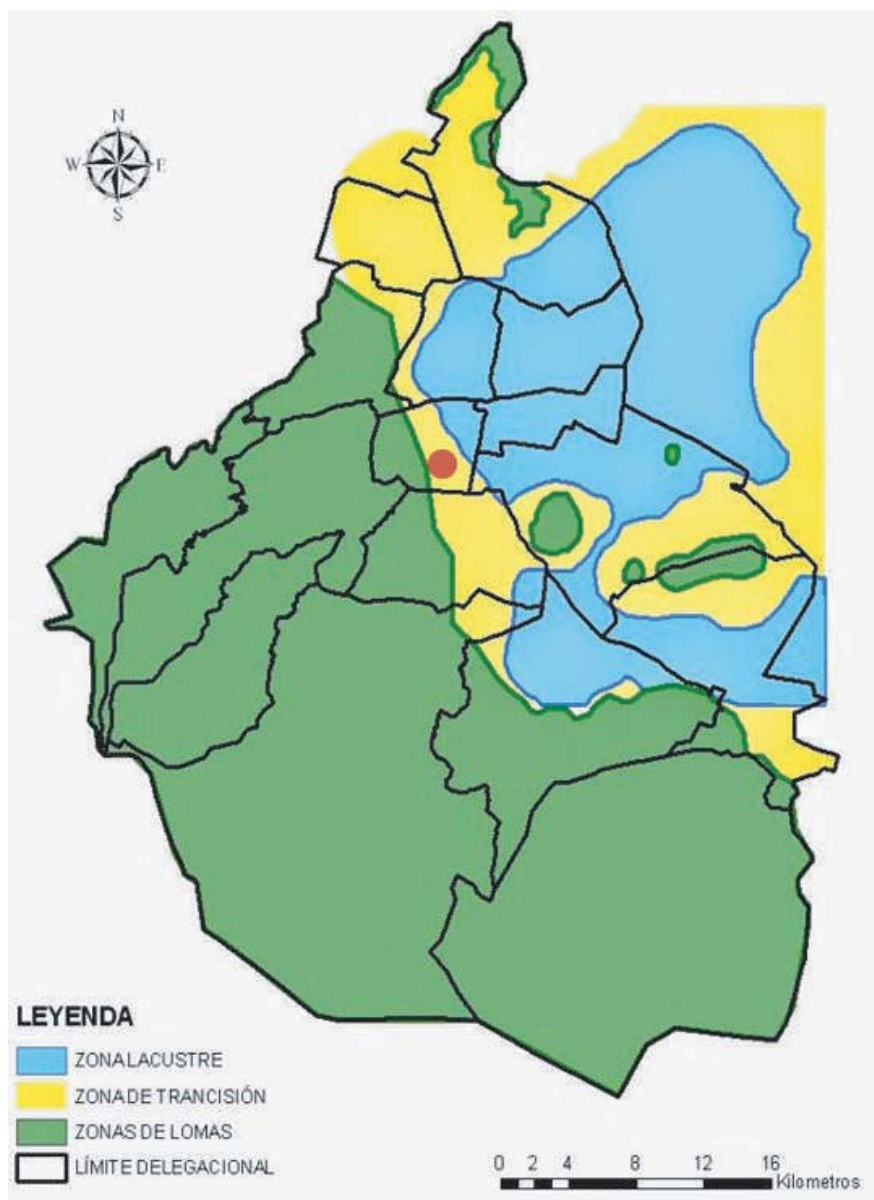 N
W E
S
LEYENDA
ZONA LACUSTRE
ZONA DE TRANCISIÓN
ZONAS DE LOMAS
LÍMITE DELEGACIONAL
0 2 4 8 12 16
Kilometros